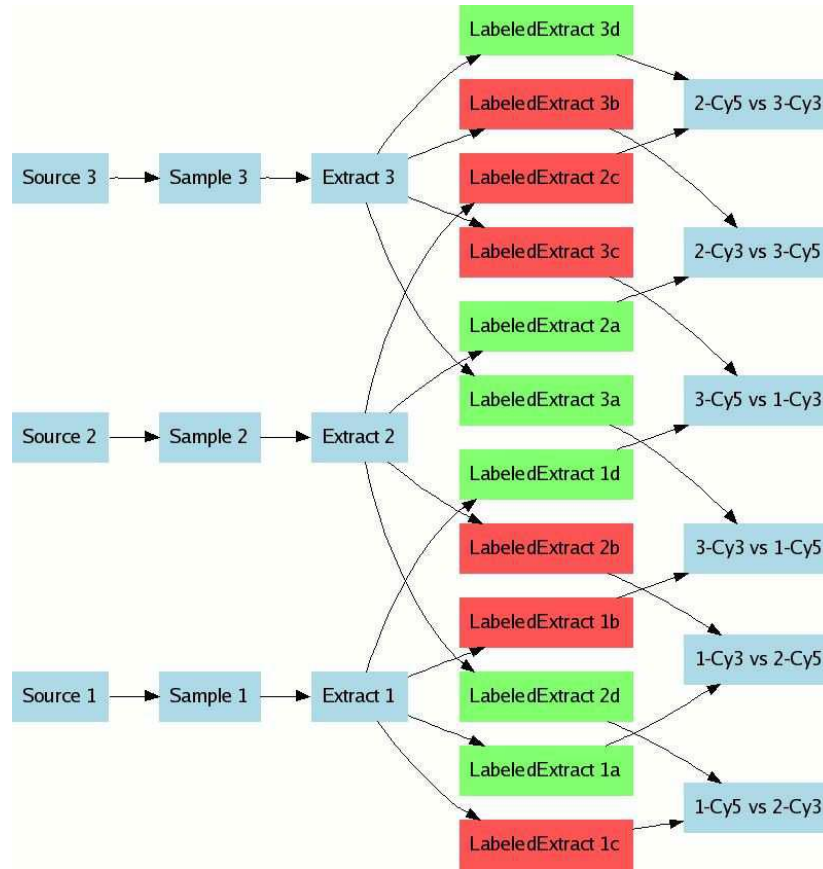 LabeledExtract 3d
LabeledExtract 3b
2-Cy5 vs 3-Cy3
Source 3
Sample 3
Extract 3
LabeledExtract 2c
LabeledExtract 3c
2-Cy3 vs 3-Cy5
LabeledExtract 2a
LabeledExtract 3a
3-Cy5 vs 1-Cy3
Source 2
Sample 2
Extract 2
LabeledExtract 1d
LabeledExtract 2b
3-Cy3 vs 1-Cy5
LabeledExtract 1b
1-Cy3 vs 2-Cy5
Source 1
Sample 1
Extract 1
LabeledExtract 2d
LabeledExtract 1a
1-Cy5 vs 2-Cy3
LabeledExtract 1c